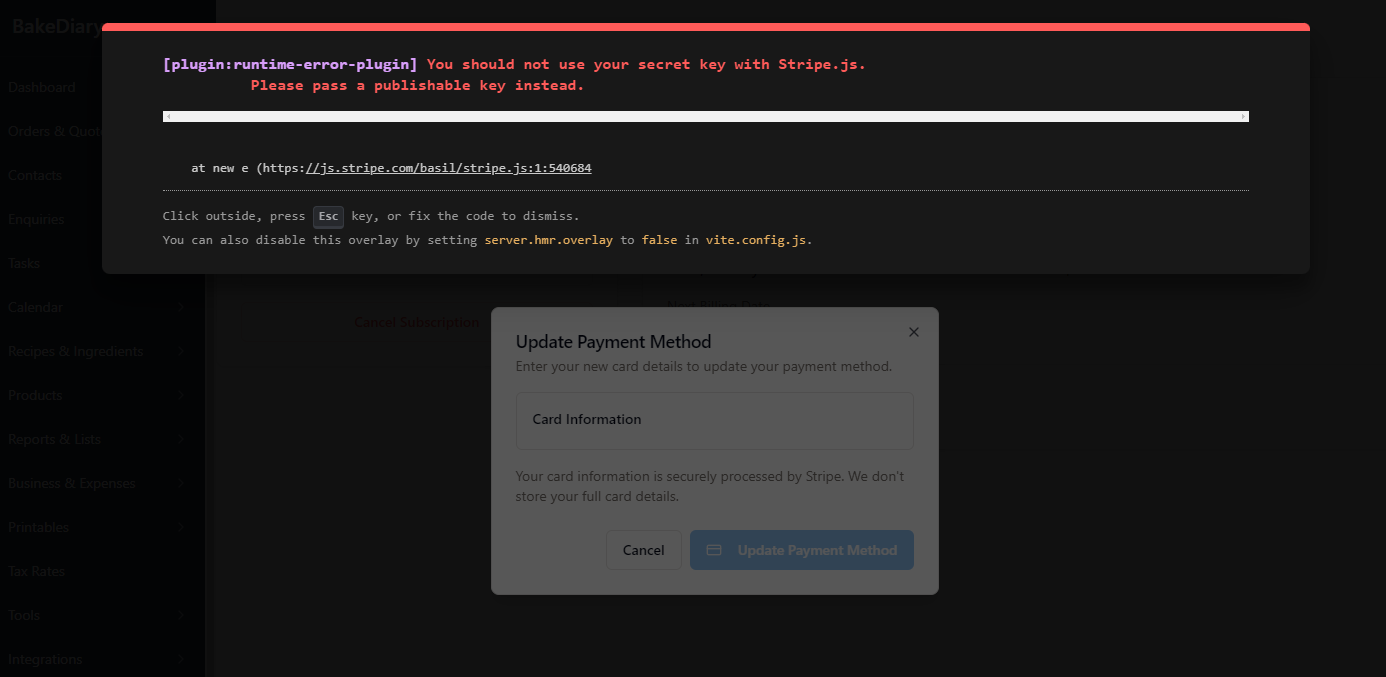 BakeDiary
[plugin:runtime-error-plugin] You should not use your secret key with Stripe.js.
Please pass a publishable key instead.
at new e (https://js.stripe.com/basil/stripe.js:1:540684
Click outside, press Esc key, or fix the code to dismiss.
You can also disable this overlay by setting server.hmr.overlay to false in vite.config.js.
Dashboard
Orders & Quot
Contacts
Enquiries
Tasks
Calendar
Recipes & Ingredients
Products
Reports & Lists
Business & Expenses
Printables
Tax Rates
Tools
Integrations
Next Billing Date
Cancel Subscription
Update Payment Method
Enter your new card details to update your payment method.
Card Information
Your card information is securely processed by Stripe. We don't
store your full card details.
Cancel
Update Payment Method